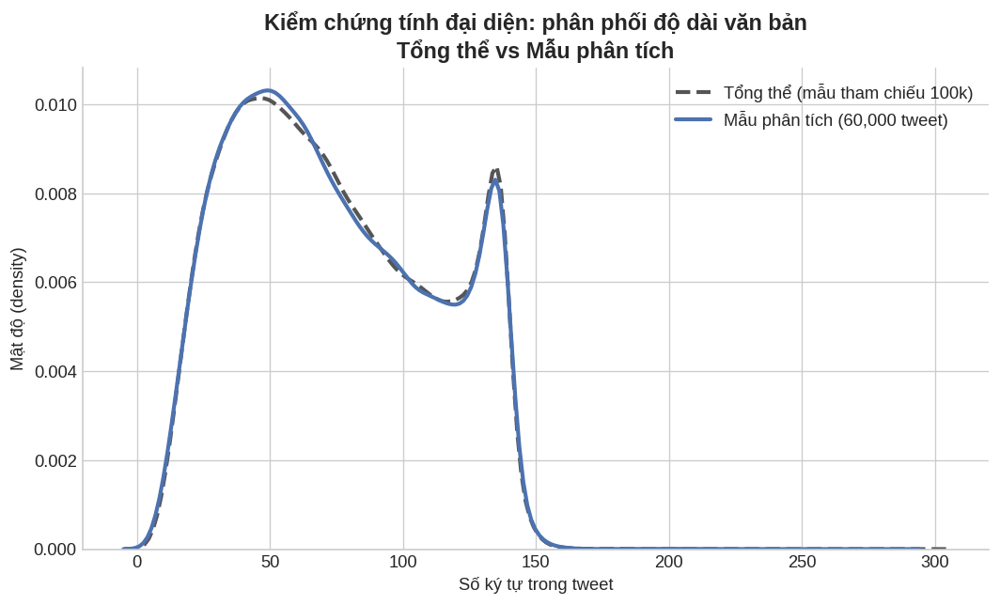 Kiểm chứng tính đại diện: phân phối độ dài văn bản
Tổng thể vs Mẫu phân tích
Tổng thể (mẫu tham chiếu 100k)
Mẫu phân tích (60,000 tweet)
Mật độ (density)
0.010
0.008
0.006
0.004
0.002
0.000
0
50
100
150
200
250
300
Số ký tự trong tweet